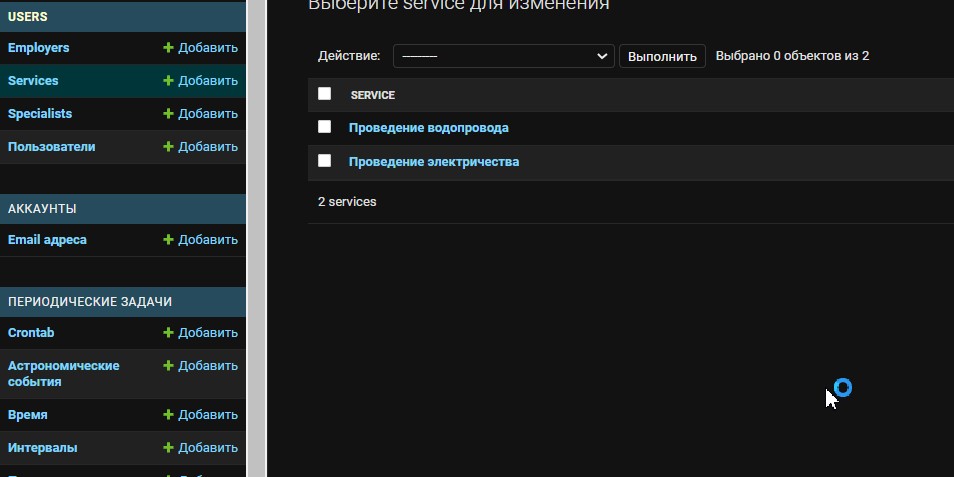 USERS
Employers
Добавить
Services
Добавить
Specialists
Добавить
Пользователи
Добавить
АККАУНТЫ
Email адреса
Добавить
ПЕРИОДИЧЕСКИЕ ЗАДАЧИ
Crontab
Добавить
Астрономические
события
Добавить
Время
Добавить
Интервалы
Добавить
Выберите service для изменения
Действие:
---------
Выполнить
Выбрано 0 объектов из 2
SERVICE
Проведение водопровода
Проведение электричества
2 services